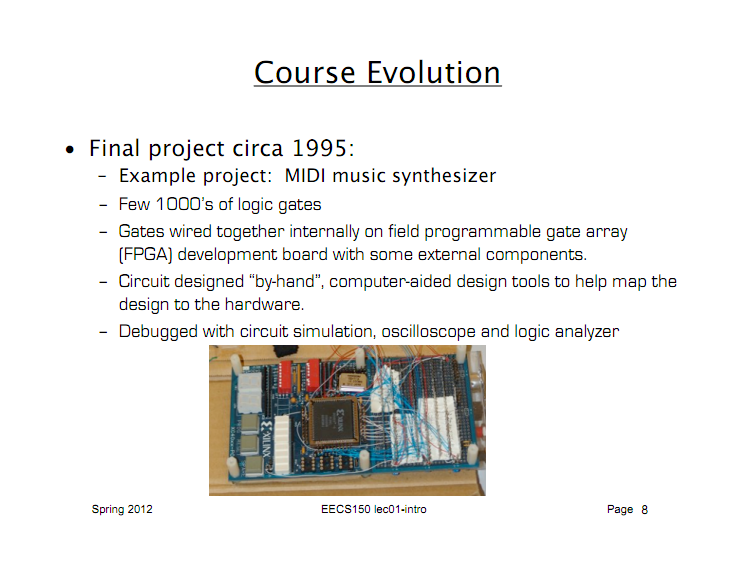 Course Evolution
• Final project circa 1995:
– Example project: MIDI music synthesizer
– Few 1000's of logic gates
– Gates wired together internally on field programmable gate array
(FPGA) development board with some external components.
– Circuit designed “by-hand”, computer-aided design tools to help map the
design to the hardware.
– Debugged with circuit simulation, oscilloscope and logic analyzer
XILINX
XILINX
Spring 2012 EECS150 lec01-intro Page 8